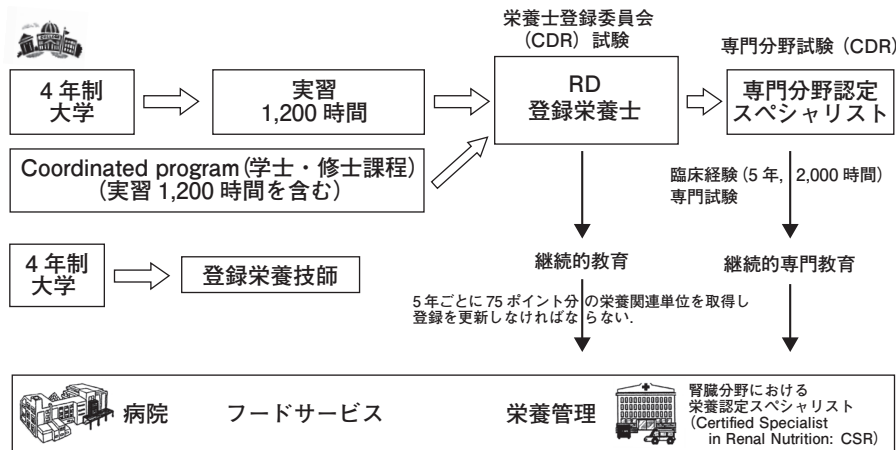 栄養士登録委員会
(CDR) 試験
専門分野試験 (CDR)
4年制
大学
実習
1,200 時間
RD
登録栄養士
専門分野認定
スペシャリスト
Coordinated program (学士・修士課程)
(実習 1,200 時間を含む)
臨床経験 (5 年, 2,000 時間)
専門試験
4年制
大学
登録栄養技師
継続的教育
継続的専門教育
5 年ごとに 75 ポイント分の栄養関連単位を取得し
登録を更新しなければならない.
病院
フードサービス
栄養管理
腎臓分野における
栄養認定スペシャリスト
(Certified Specialist
in Renal Nutrition: CSR)